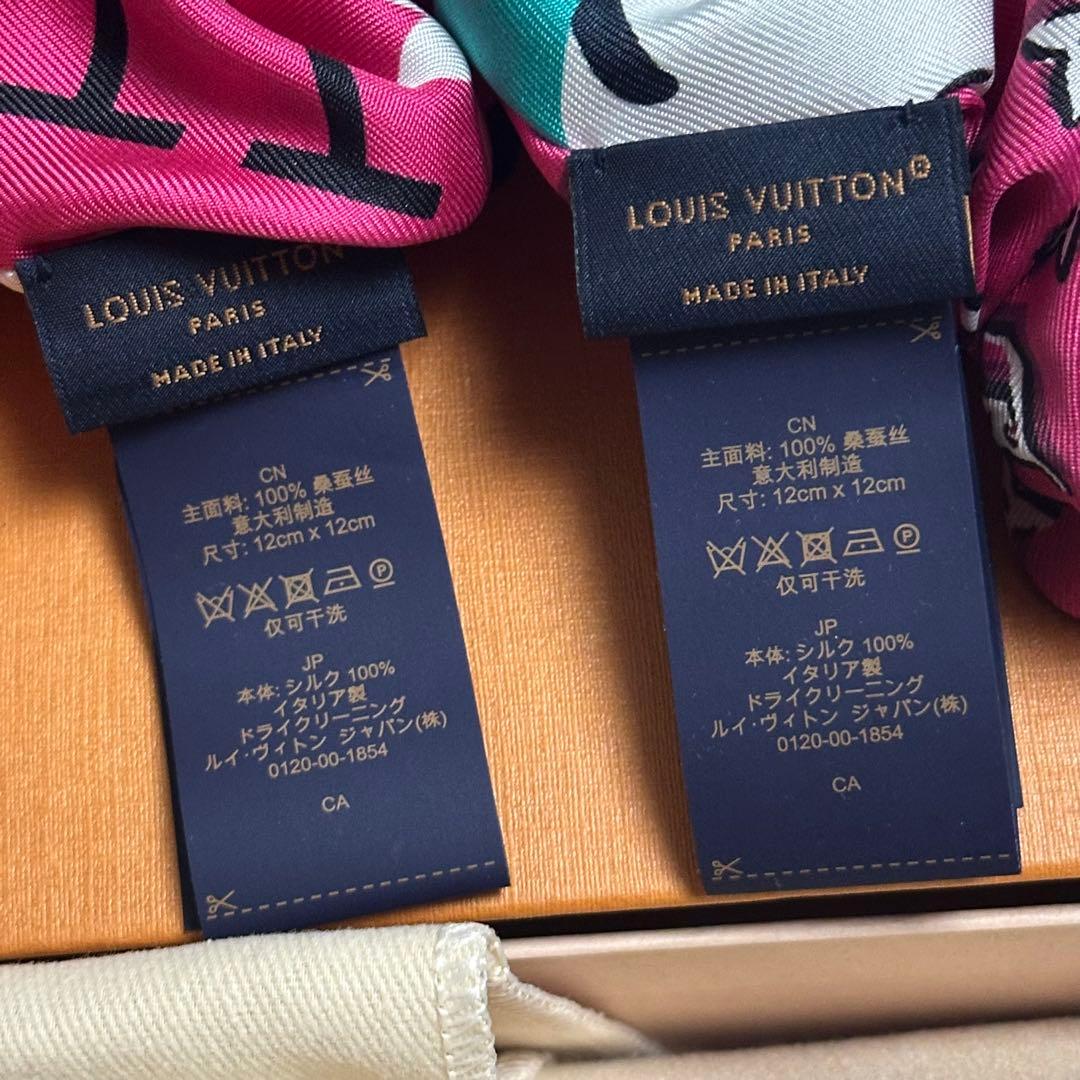 LOUIS VUITTON
PARIS
MADE IN ITALY
CN
主面料: 100% 桑蚕丝
意大利制造
尺寸: 12cm x 12cm
P
仅可干洗
JP
本体: シルク 100%
イタリア製
ドライクリーニング
ルイ・ヴィトン ジャパン(株)
0120-00-1854
CA
LOUIS VUITTON®
PARIS
MADE IN ITALY
CN
主面料: 100% 桑蚕丝
意大利制造
尺寸: 12cm x 12cm
P
仅可干洗
JP
本体: シルク 100%
イタリア製
ドライクリーニング
ルイ・ヴィトン ジャパン(株)
0120-00-1854
CA